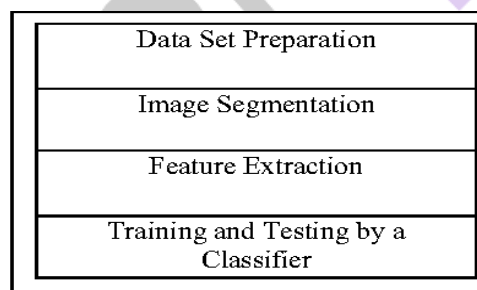 Data Set Preparation
Image Segmentation
Feature Extraction
Training and Testing by a
Classifier